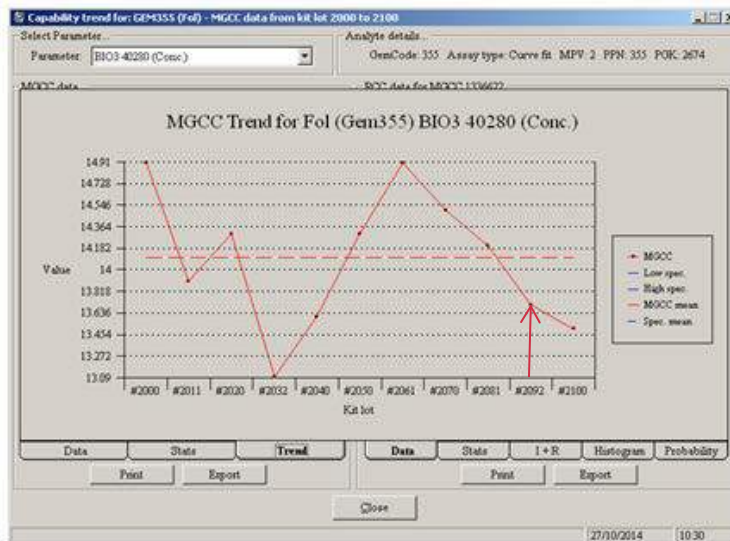 Capability trend for: GEM355 (Fol) - MGCC data from kit lot 2000 to 2100
Select Parameter...
Parameter: BIO3 40280 (Conc.)
Analyte details...
GemCode: 355 Assay type: Curve fit MPV: 2 PPN: 355 POK: 2674
MGCC data
RCC data for MGCC 1336622
MGCC Trend for Fol (Gem355) BIO3 40280 (Conc.)
14.91
14.728
14.546
14.364
14.182
14
13.818
13.636
13.454
13.272
13.09
Value
#2000 #2011 #2020 #2032 #2040 #2050 #2061 #2070 #2081 #2092 #2100
Kit lot
MGCC
Low spec.
High spec.
MGCC mean
Spec. mean
Data Stats Trend
Data Stats I + R Histogram Probability
Print Export
Print Export
Close
27/10/2014 10:30